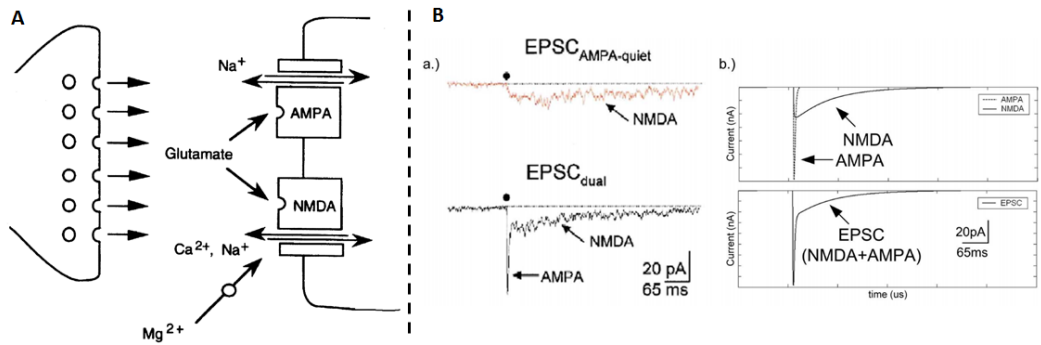 A
Na+
AMPA
Glutamate
NMDA
Ca2+, Na+
Mg2+
B
a.)
EPSCAMPA-quiet
NMDA
EPSCdual
NMDA
AMPA
20 pA
65 ms
b.)
Current (nA)
AMPA
NMDA
NMDA
AMPA
Current (nA)
EPSC
EPSC
(NMDA+AMPA)
20pA
65ms
time (us)